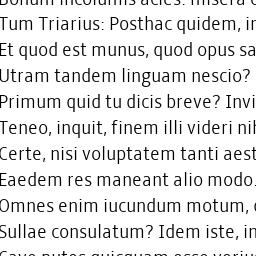 Bonum incolumis acies: misera
Tum Triarius: Posthac quidem, in
Et quod est munus, quod opus sa
Utram tandem linguam nescio?
Primum quid tu dicis breve? Invi
Teneo, inquit, finem illi videri nih
Certe, nisi voluptatem tanti aest
Eaedem res maneant alio modo.
Omnes enim iucundum motum,
Sullae consulatum? Idem iste, in